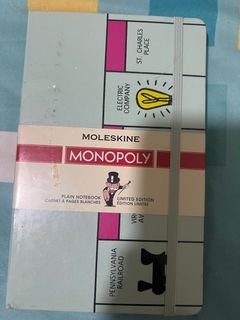 ST. CHARLES
PLACE
ELECTRIC
COMPANY
MOLESKINE
MONOPOLY
PLAIN NOTEBOOK
CARNET À PAGES BLANCHES
LIMITED EDITION
ÉDITION LIMITÉE
PENNSYLVANIA
RAILROAD